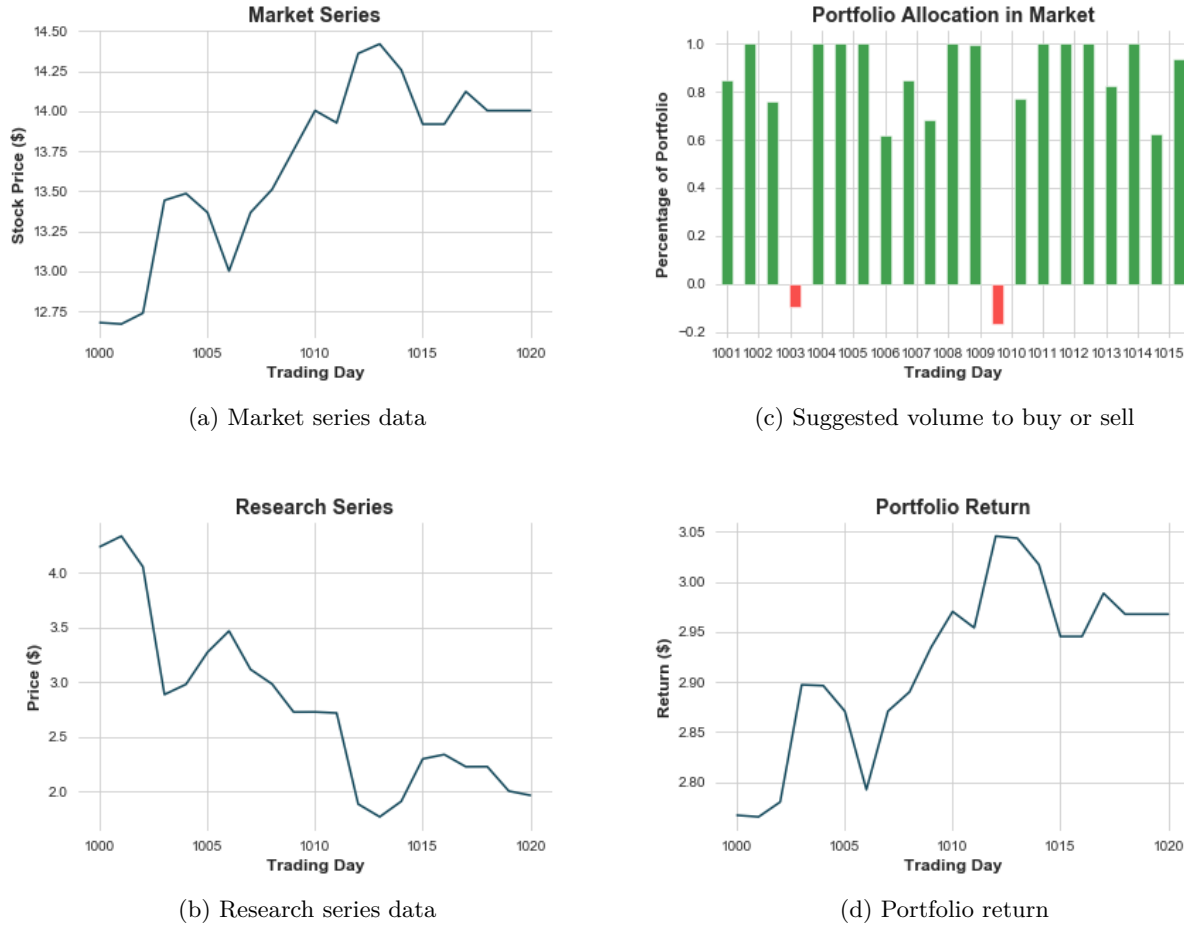 Market Series
14.50
14.25
14.00
13.75
13.50
13.25
13.00
12.75
Stock Price ($)
1000 1005 1010 1015 1020
Trading Day
(a) Market series data
Portfolio Allocation in Market
1.0
0.8
0.6
0.4
0.2
0.0
−0.2
Percentage of Portfolio
1001 1002 1003 1004 1005 1006 1007 1008 1009 1010 1011 1012 1013 1014 1015
Trading Day
(c) Suggested volume to buy or sell
Research Series
4.0
3.5
3.0
2.5
2.0
Price ($)
1000 1005 1010 1015 1020
Trading Day
(b) Research series data
Portfolio Return
3.05
3.00
2.95
2.90
2.85
2.80
Return ($)
1000 1005 1010 1015 1020
Trading Day
(d) Portfolio return